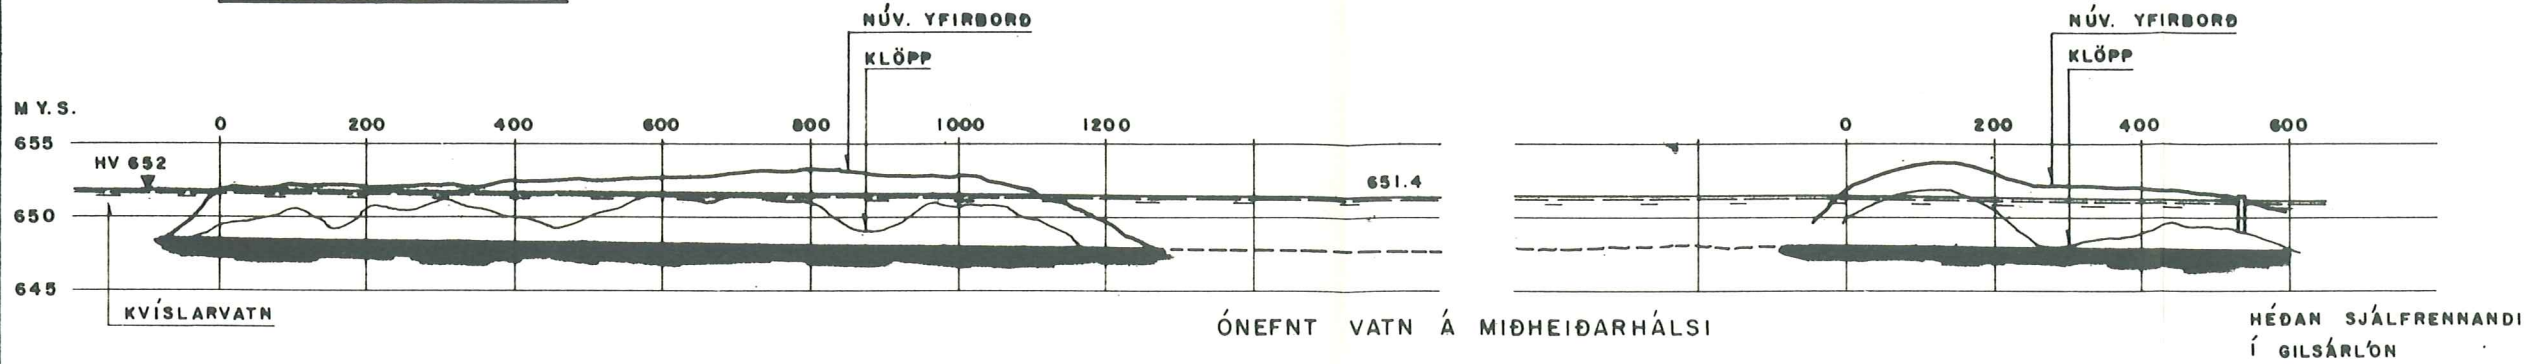 NÚV. YFIRBORÐ
NÚV. YFIRBORÐ
KLÖPP
KLÖPP
M Y.S.
0 200 400 600 800 1000 1200
0 200 400 600
655
HV 652
651.4
650
645
KVÍSLARVATN
ÓNEFNT VATN Á MIÐHEIÐARHÁLSI
HÉÐAN SJÁLFRENNANDI
Í GILSÁRLÓN